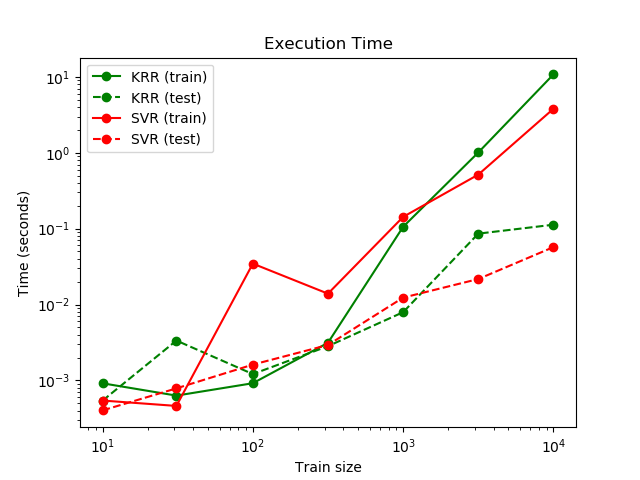 Execution Time
KRR (train)
KRR (test)
SVR (train)
SVR (test)
10¹
10⁰
10⁻¹
10⁻²
10⁻³
Time (seconds)
10¹ 10² 10³ 10⁴
Train size